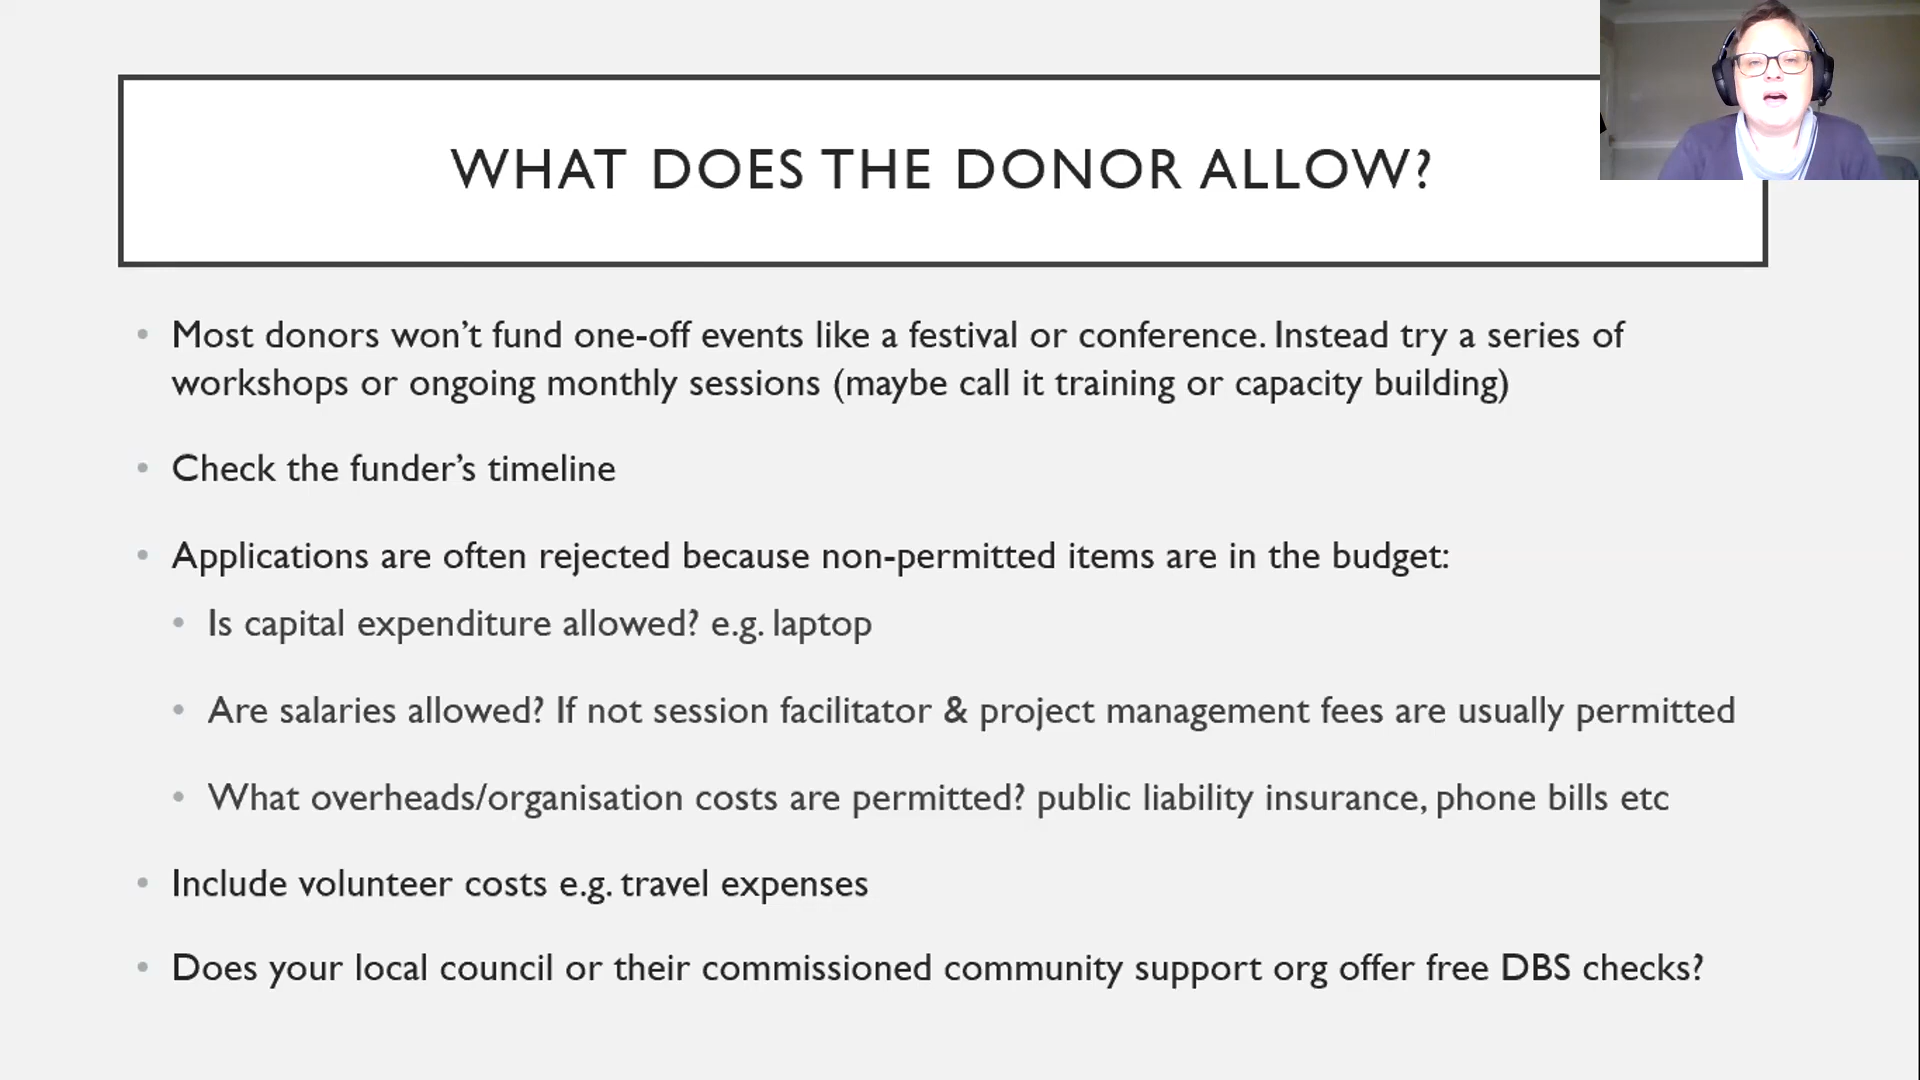 WHAT DOES THE DONOR ALLOW?
• Most donors won’t fund one-off events like a festival or conference. Instead try a series of
workshops or ongoing monthly sessions (maybe call it training or capacity building)
• Check the funder’s timeline
• Applications are often rejected because non-permitted items are in the budget:
• Is capital expenditure allowed? e.g. laptop
• Are salaries allowed? If not session facilitator & project management fees are usually permitted
• What overheads/organisation costs are permitted? public liability insurance, phone bills etc
• Include volunteer costs e.g. travel expenses
• Does your local council or their commissioned community support org offer free DBS checks?